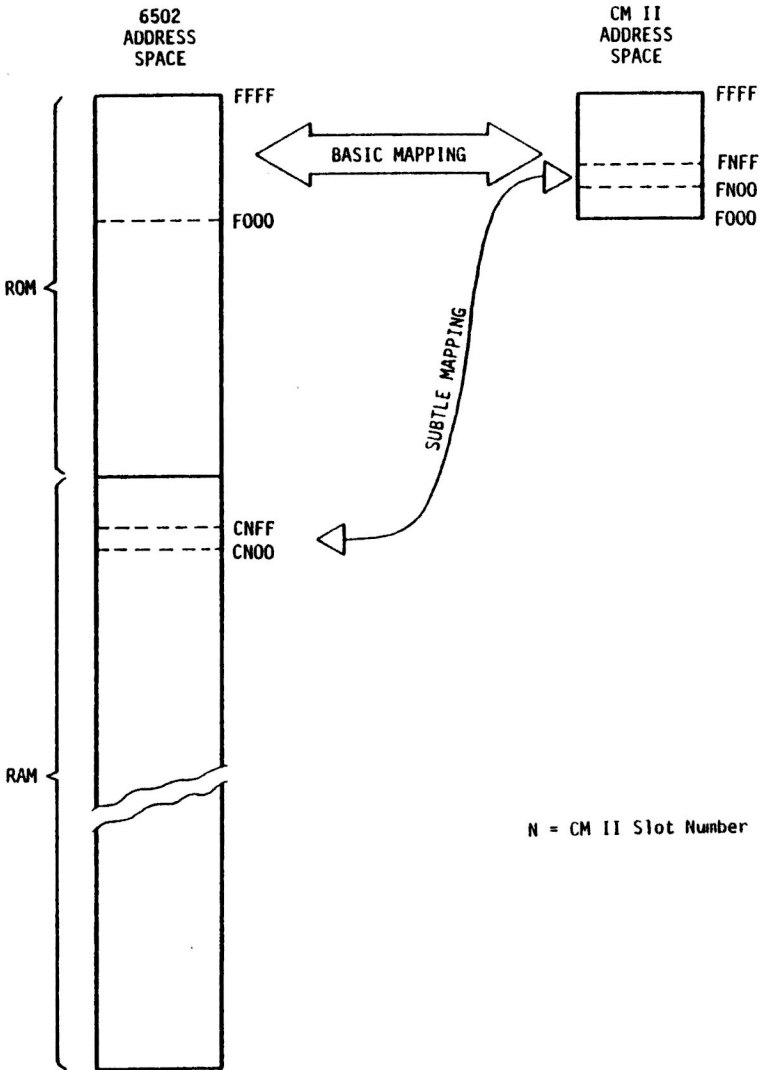 6502
ADDRESS
SPACE
CM II
ADDRESS
SPACE
FFFF
FFFF
BASIC MAPPING
FNFF
FN00
F000
F000
ROM
SUBTLE MAPPING
CNFF
CN00
RAM
N = CM II Slot Number